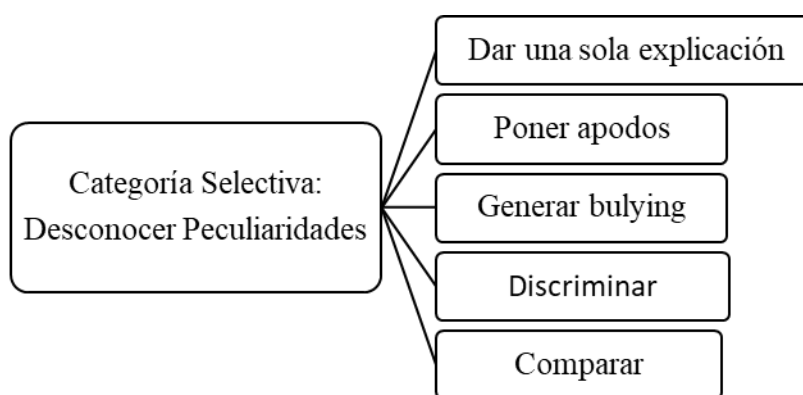 Categoría Selectiva:
Desconocer Peculiaridades
Dar una sola explicación
Poner apodos
Generar bulying
Discriminar
Comparar